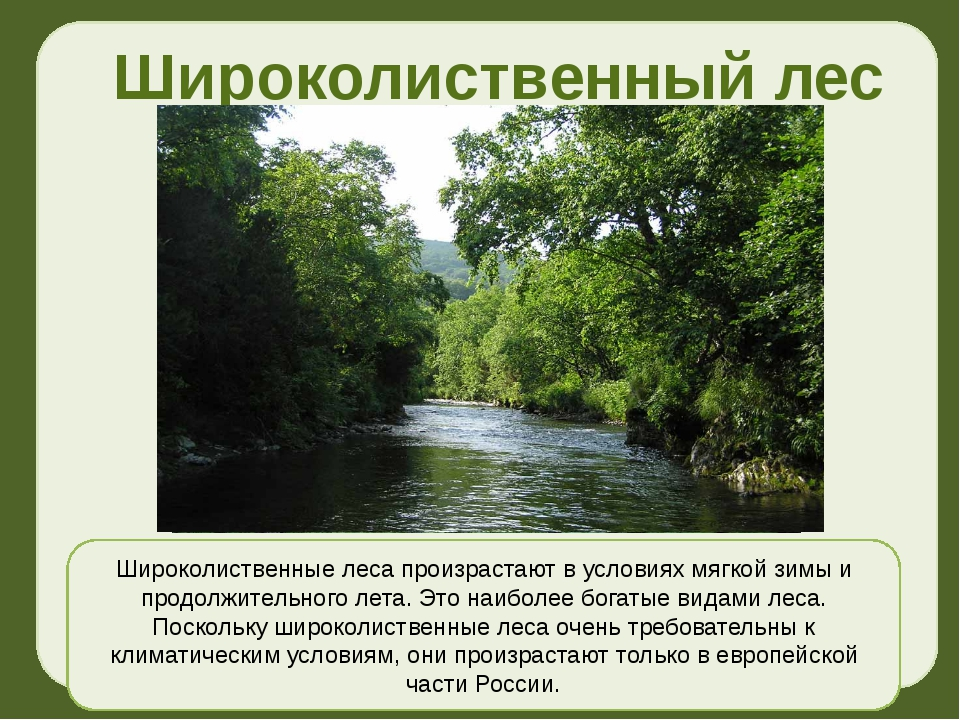 Широколиственный лес
Широколиственные леса произрастают в условиях мягкой зимы и
продолжительного лета. Это наиболее богатые видами леса.
Поскольку широколиственные леса очень требовательны к
климатическим условиям, они произрастают только в европейской
части России.